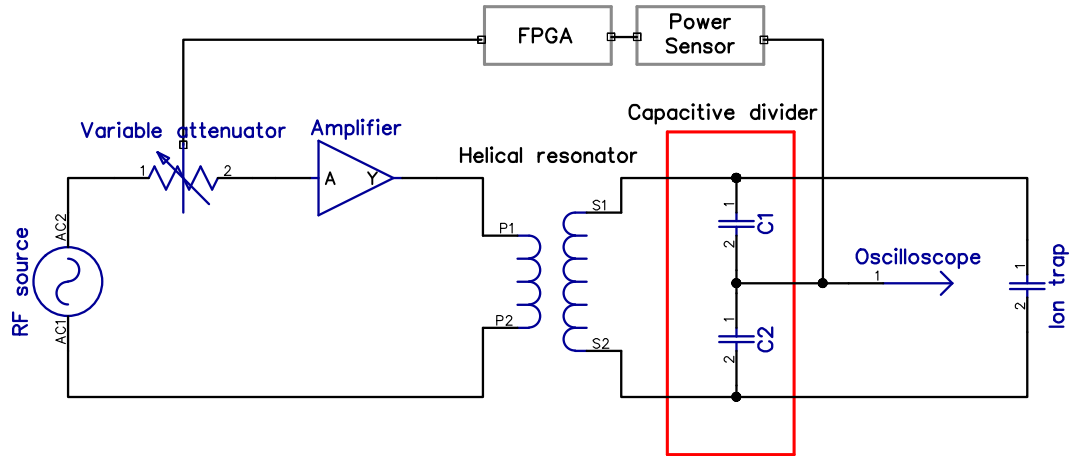 FPGA
Power
Sensor
Capacitive divider
Variable attenuator
Amplifier
Helical resonator
1
2
A
Y
AC2
RF source
AC1
P1
P2
S1
S2
1
C1
2
1
C2
2
Oscilloscope
1
1
Ion trap
2